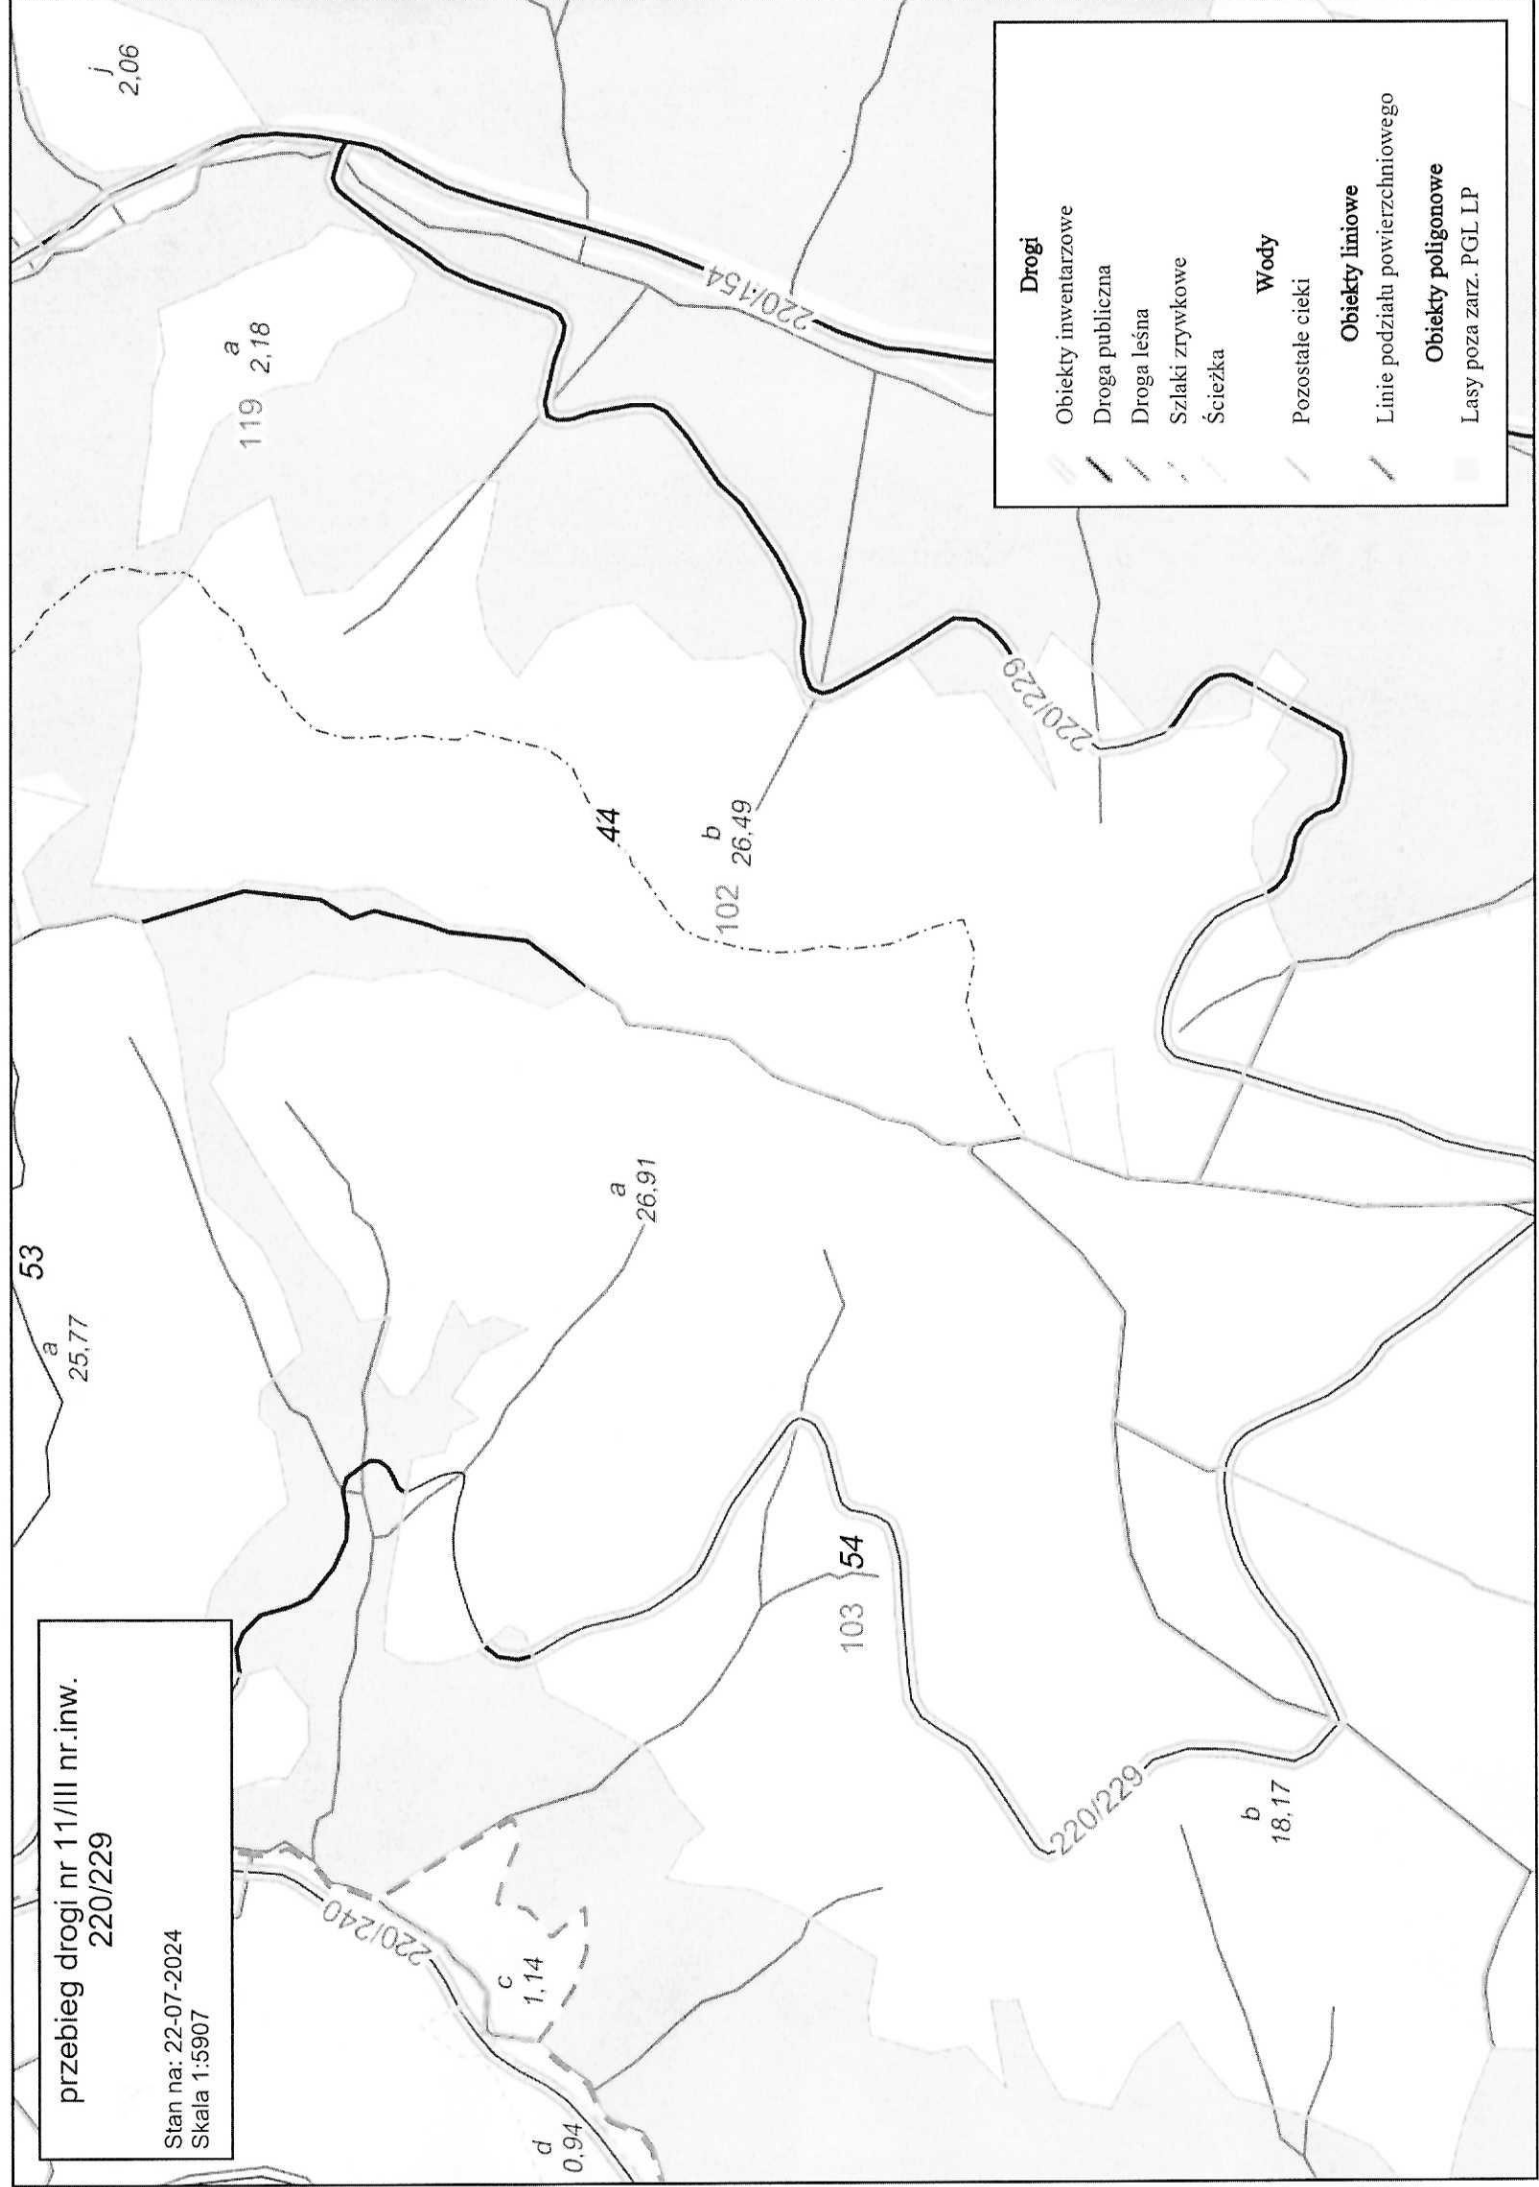 przebieg drogi nr 11/III nr.inw.
220/229
Stan na: 22-07-2024
Skala 1:5907
53
a
25,77
j
2,06
119
a
2,18
220/154
44
102
b
26,49
220/229
a
26,91
103
54
220/240
c
1,14
d
0,94
220/229
b
18,17
Drogi
Obiekty inwentarzowe
Droga publiczna
Droga leśna
Szlaki zrywkowe
Ścieżka
Wody
Pozostałe cieki
Obiekty liniowe
Linie podziału powierzchniowego
Obiekty poligonowe
Lasy poza zarz. PGL LP